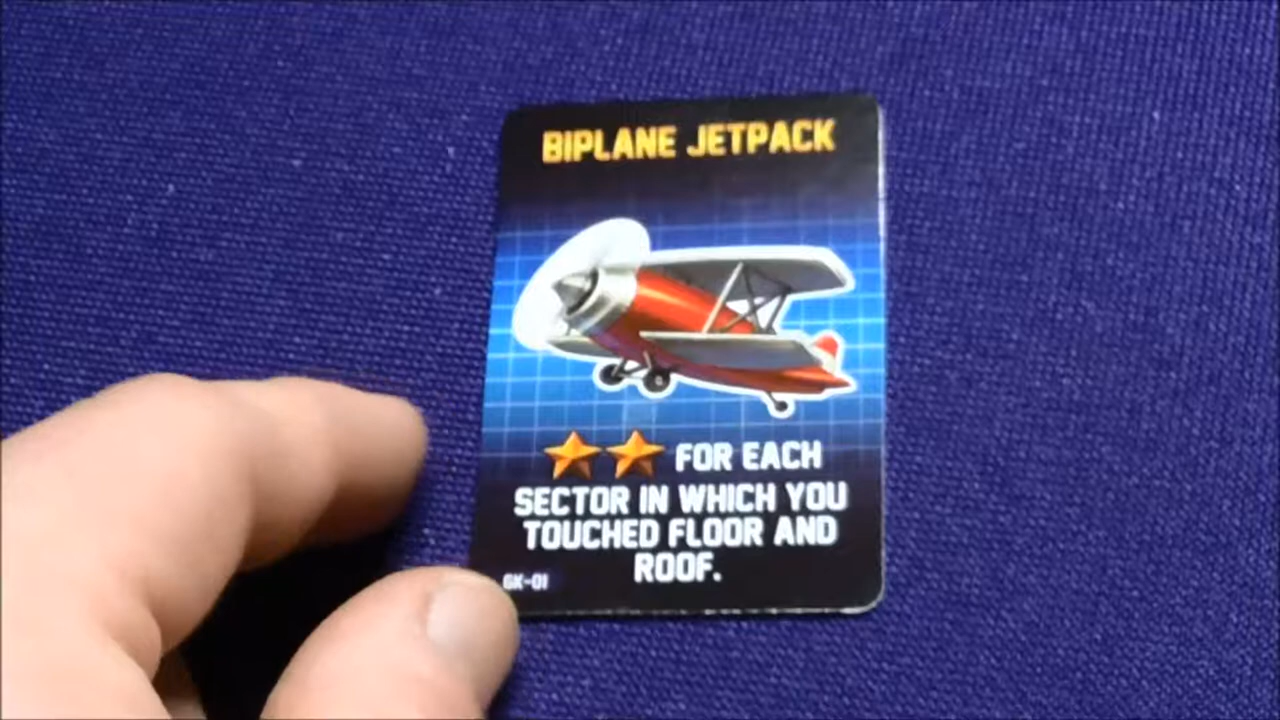 BIPLANE JETPACK
FOR EACH
SECTOR IN WHICH YOU
TOUCHED FLOOR AND
ROOF.
GK-01